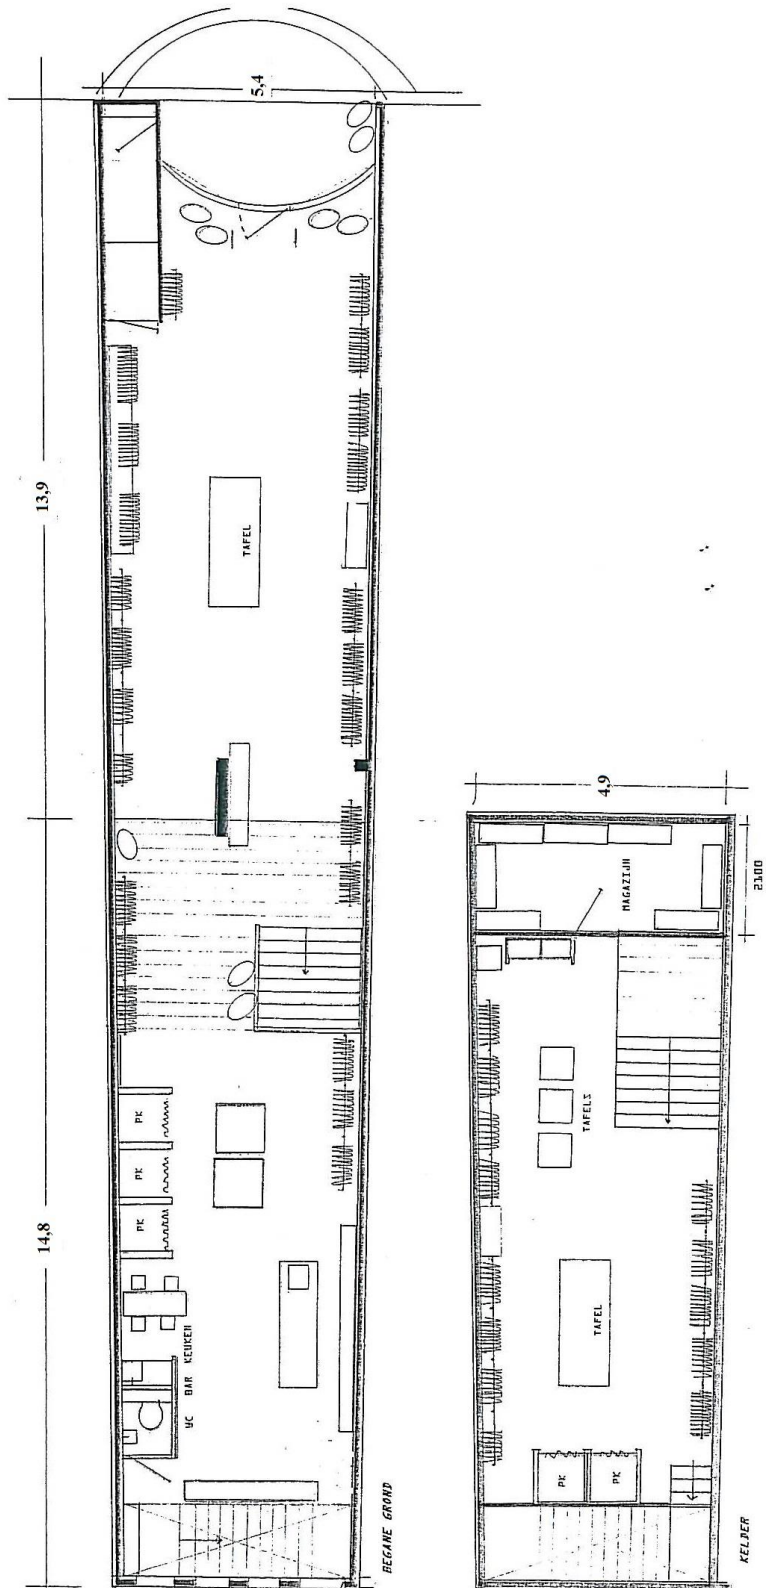 5,4
13,9
14,8
TAFEL
PK
PK
PK
KEUKEN
BAR
WC
BEGANE GROND
4,9
2100
MAGAZIJN
TAFELS
TAFEL
PK
PK
KELDER